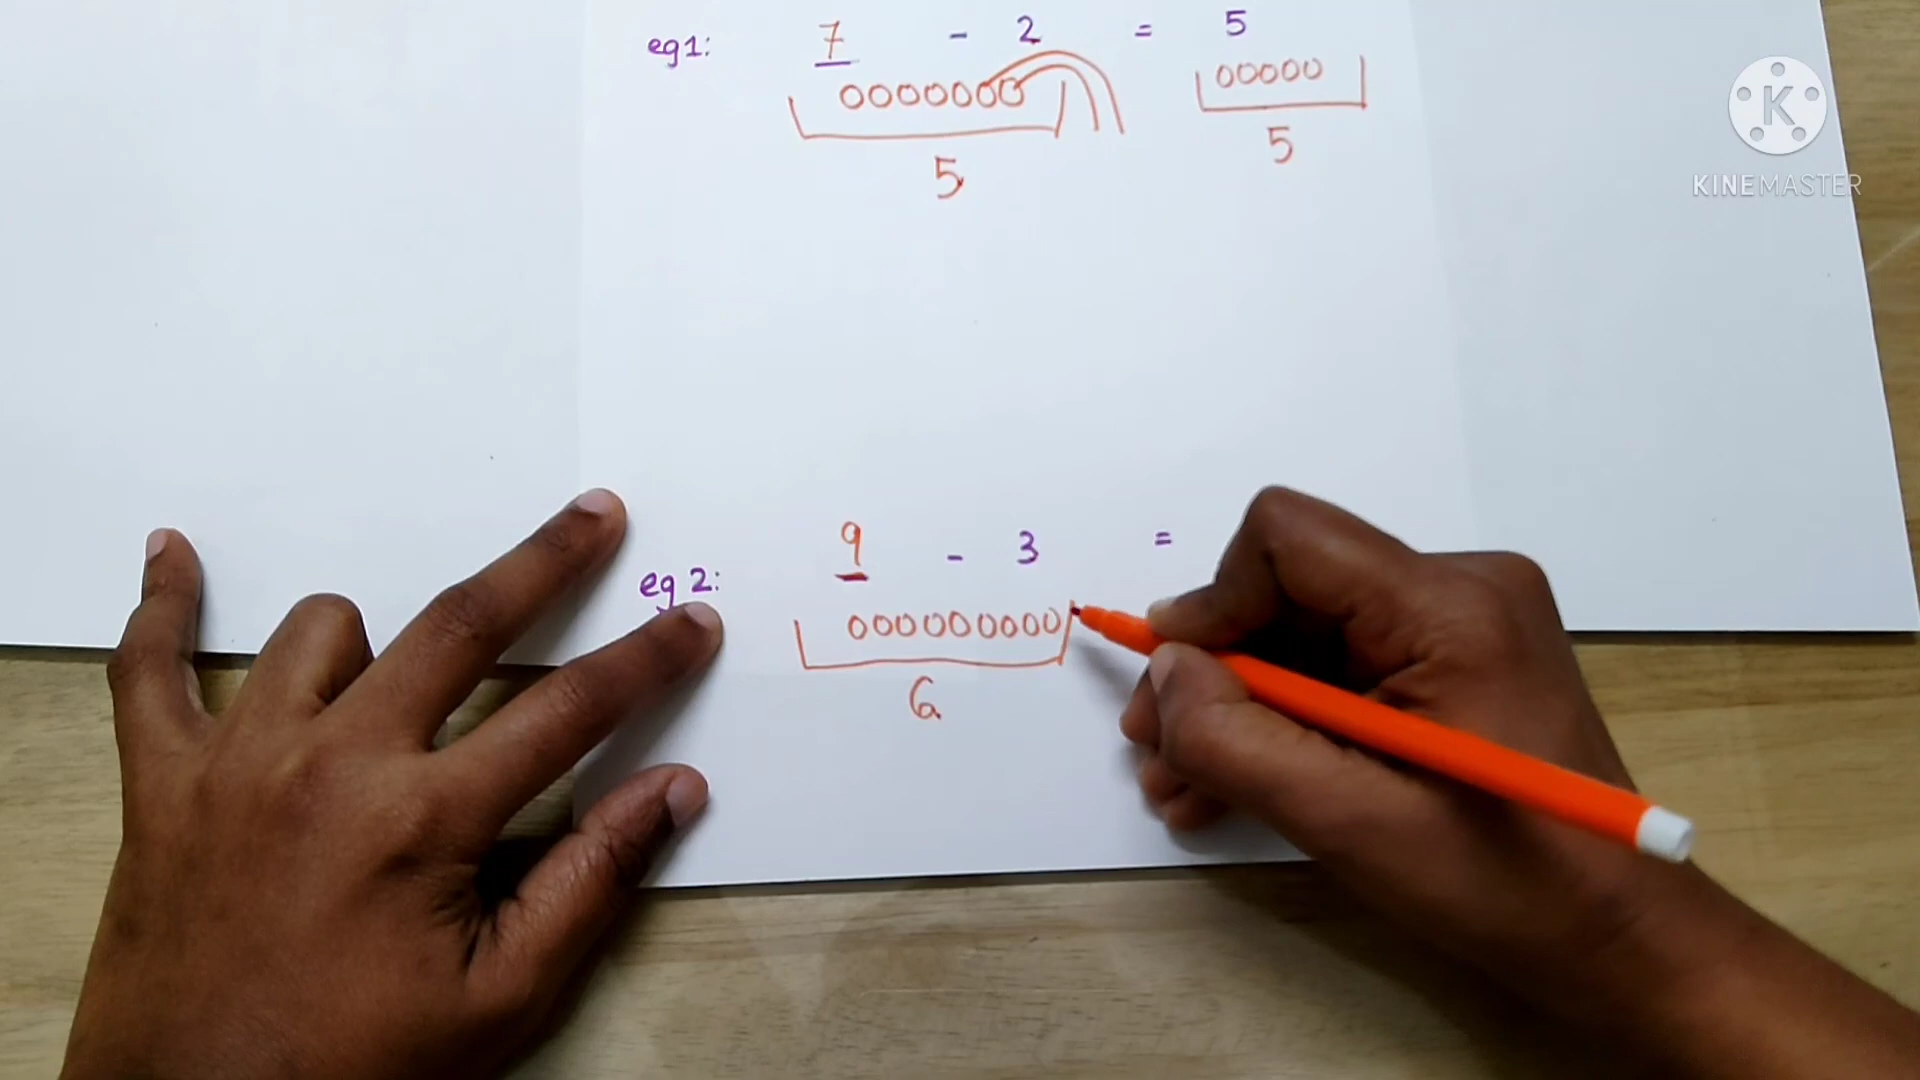 eg1: 7 - 2 = 5
0000000 00000
5 5
K
KINEMASTER
eg 2: 9 - 3 =
000000000
6